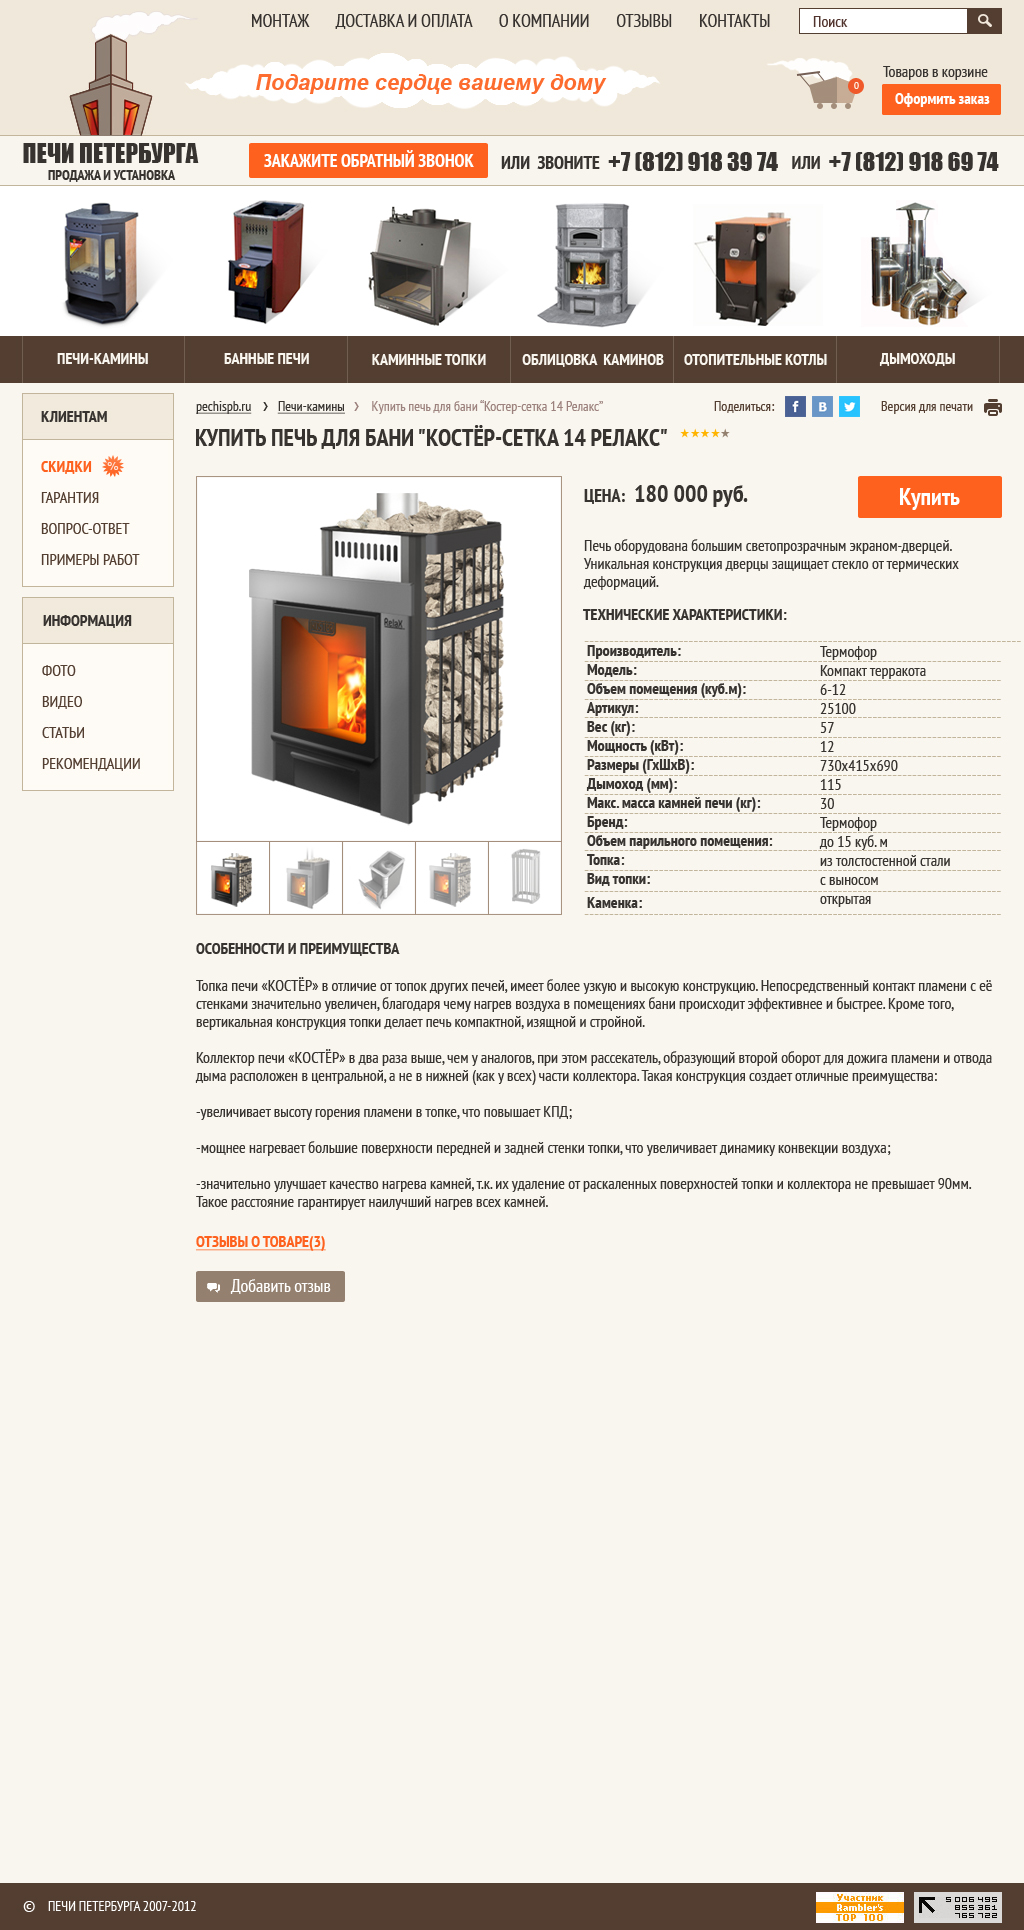 МОНТАЖ ДОСТАВКА И ОПЛАТА О КОМПАНИИ ОТЗЫВЫ КОНТАКТЫ Поиск
Подарите сердце вашему дому
Товаров в корзине
0
Оформить заказ
ПЕЧИ ПЕТЕРБУРГА
ПРОДАЖА И УСТАНОВКА
ЗАКАЖИТЕ ОБРАТНЫЙ ЗВОНОК ИЛИ ЗВОНИТЕ +7 (812) 918 39 74 ИЛИ +7 (812) 918 69 74
ПЕЧИ-КАМИНЫ БАННЫЕ ПЕЧИ КАМИННЫЕ ТОПКИ ОБЛИЦОВКА КАМИНОВ ОТОПИТЕЛЬНЫЕ КОТЛЫ ДЫМОХОДЫ
КЛИЕНТАМ
СКИДКИ %
ГАРАНТИЯ
ВОПРОС-ОТВЕТ
ПРИМЕРЫ РАБОТ
ИНФОРМАЦИЯ
ФОТО
ВИДЕО
СТАТЬИ
РЕКОМЕНДАЦИИ
pechispb.ru › Печи-камины › Купить печь для бани “Костер-сетка 14 Релакс”
Поделиться: f В Версия для печати
КУПИТЬ ПЕЧЬ ДЛЯ БАНИ "КОСТЁР-СЕТКА 14 РЕЛАКС"
RelaX
ЦЕНА: 180 000 руб.
Купить
Печь оборудована большим светопрозрачным экраном-дверцей.
Уникальная конструкция дверцы защищает стекло от термических
деформаций.
ТЕХНИЧЕСКИЕ ХАРАКТЕРИСТИКИ:
Производитель: Термофор
Модель: Компакт терракота
Объем помещения (куб.м): 6-12
Артикул: 25100
Вес (кг): 57
Мощность (кВт): 12
Размеры (ГхШхВ): 730х415х690
Дымоход (мм): 115
Макс. масса камней печи (кг): 30
Бренд: Термофор
Объем парильного помещения: до 15 куб. м
Топка: из толстостенной стали
Вид топки: с выносом
Каменка: открытая
ОСОБЕННОСТИ И ПРЕИМУЩЕСТВА
Топка печи «КОСТЁР» в отличие от топок других печей, имеет более узкую и высокую конструкцию. Непосредственный контакт пламени с её
стенками значительно увеличен, благодаря чему нагрев воздуха в помещениях бани происходит эффективнее и быстрее. Кроме того,
вертикальная конструкция топки делает печь компактной, изящной и стройной.
Коллектор печи «КОСТЁР» в два раза выше, чем у аналогов, при этом рассекатель, образующий второй оборот для дожига пламени и отвода
дыма расположен в центральной, а не в нижней (как у всех) части коллектора. Такая конструкция создает отличные преимущества:
-увеличивает высоту горения пламени в топке, что повышает КПД;
-мощнее нагревает большие поверхности передней и задней стенки топки, что увеличивает динамику конвекции воздуха;
-значительно улучшает качество нагрева камней, т.к. их удаление от раскаленных поверхностей топки и коллектора не превышает 90мм.
Такое расстояние гарантирует наилучший нагрев всех камней.
ОТЗЫВЫ О ТОВАРЕ(3)
Добавить отзыв
© ПЕЧИ ПЕТЕРБУРГА 2007-2012
Участник
Rambler's
TOP 100
5 006 495
855 361
765 722